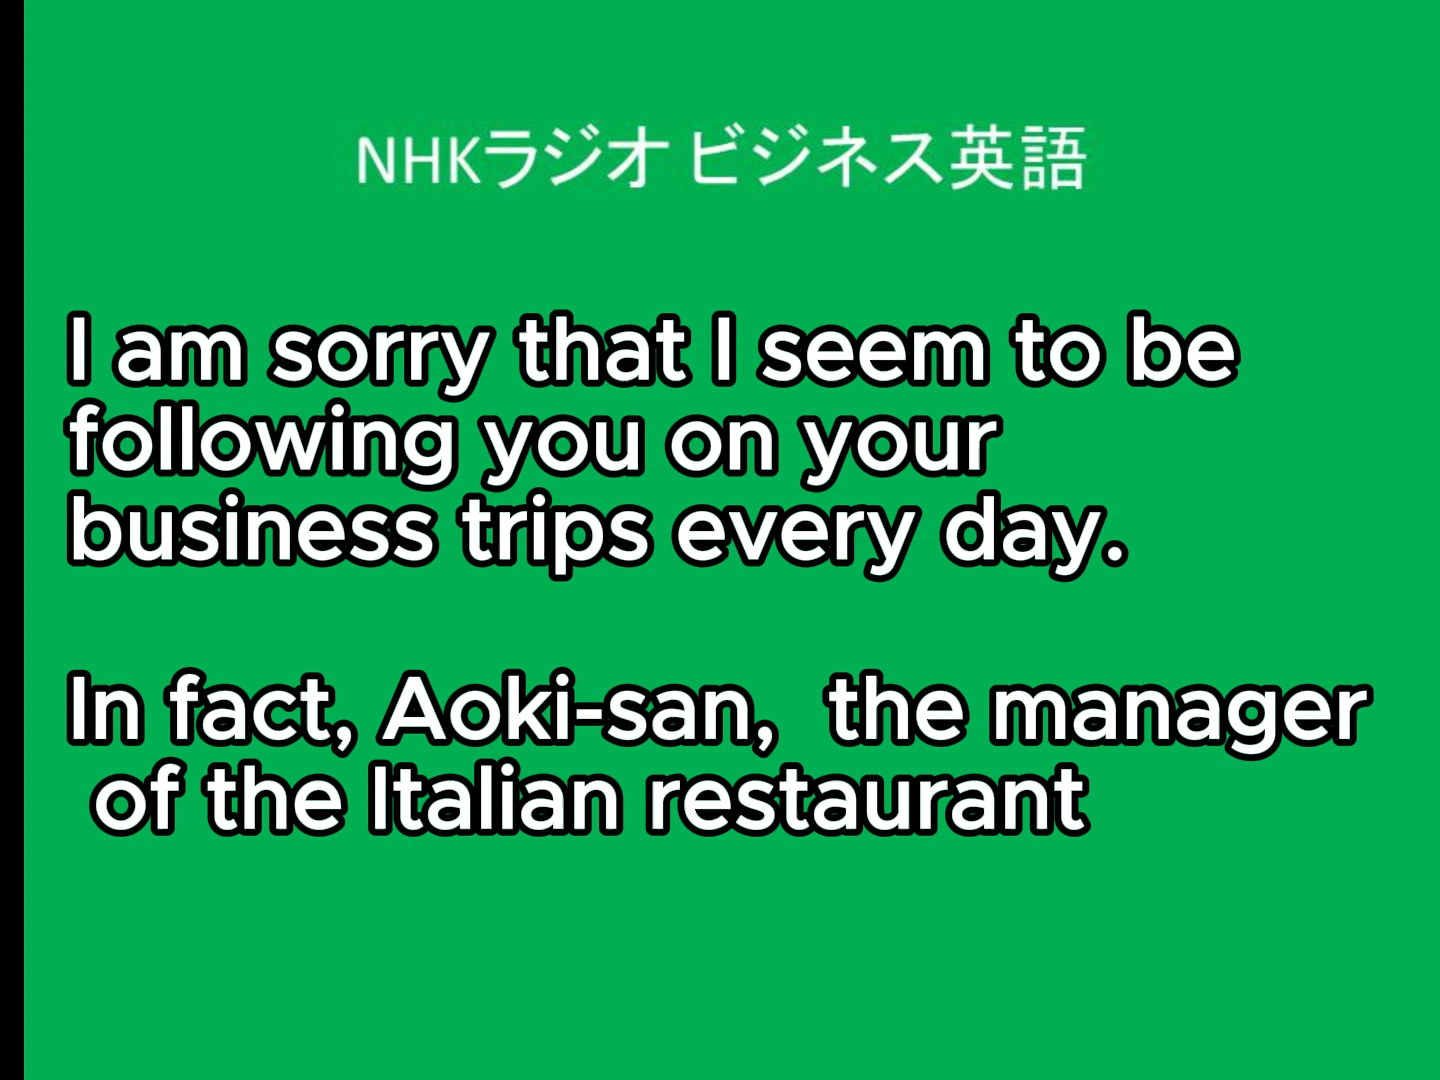 NHKラジオ ビジネス英語
I am sorry that I seem to be
following you on your
business trips every day.
In fact, Aoki-san, the manager
of the Italian restaurant